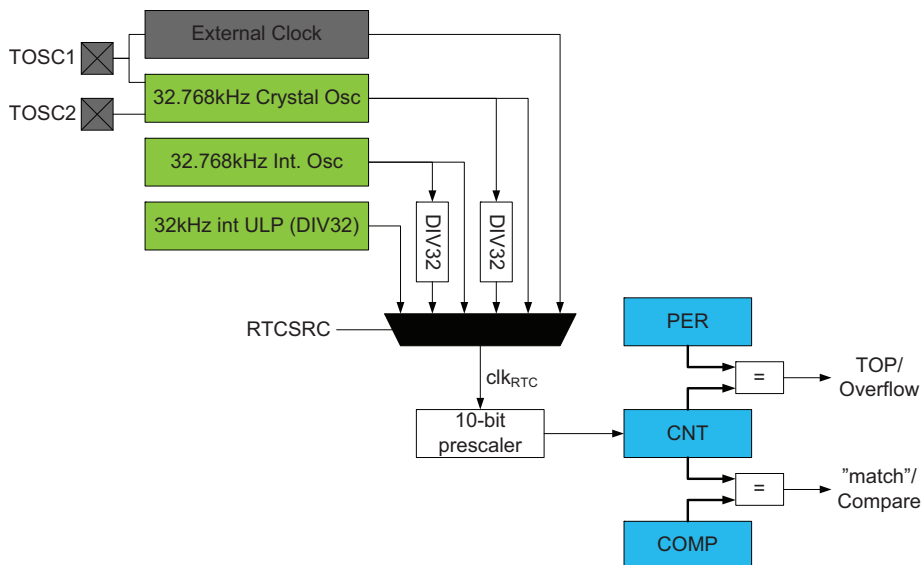 External Clock
TOSC1
32.768kHz Crystal Osc
TOSC2
32.768kHz Int. Osc
32kHz int ULP (DIV32)
DIV32
DIV32
RTCSRC
PER
TOP/
Overflow
=
clkRTC
10-bit
prescaler
CNT
"match"/
Compare
=
COMP